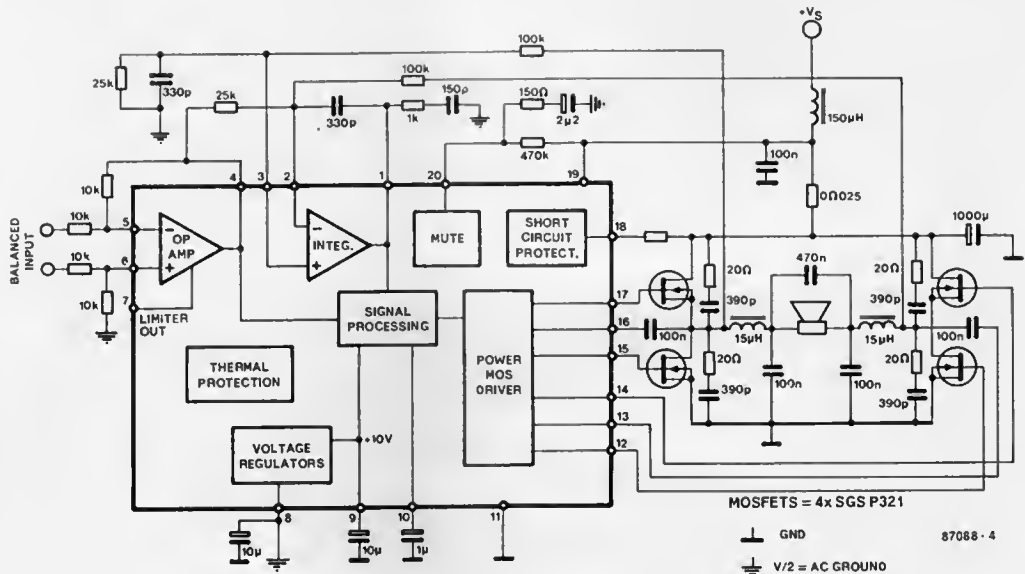 +VS
100k
100k
25k
330p
25k
330p
1k
150p
150Ω
2µ2
470k
150µH
100n
0Ω025
10k
4
3
2
1
20
19
BALANCED
INPUT
10k
5
OP
AMP
INTEG.
MUTE
SHORT
CIRCUIT
PROTECT.
18
1000µ
10k
6
10k
7
LIMITER
OUT
SIGNAL
PROCESSING
THERMAL
PROTECTION
POWER
MOS
DRIVER
17
16
15
14
13
12
20Ω
390p
470n
20Ω
390p
100n
15µH
15µH
100n
20Ω
390p
100n
100n
20Ω
390p
VOLTAGE
REGULATORS
+10V
8
9
10
11
10µ
10µ
1µ
MOSFETS = 4x SGS P321
GND
87088 - 4
V/2 = AC GROUND